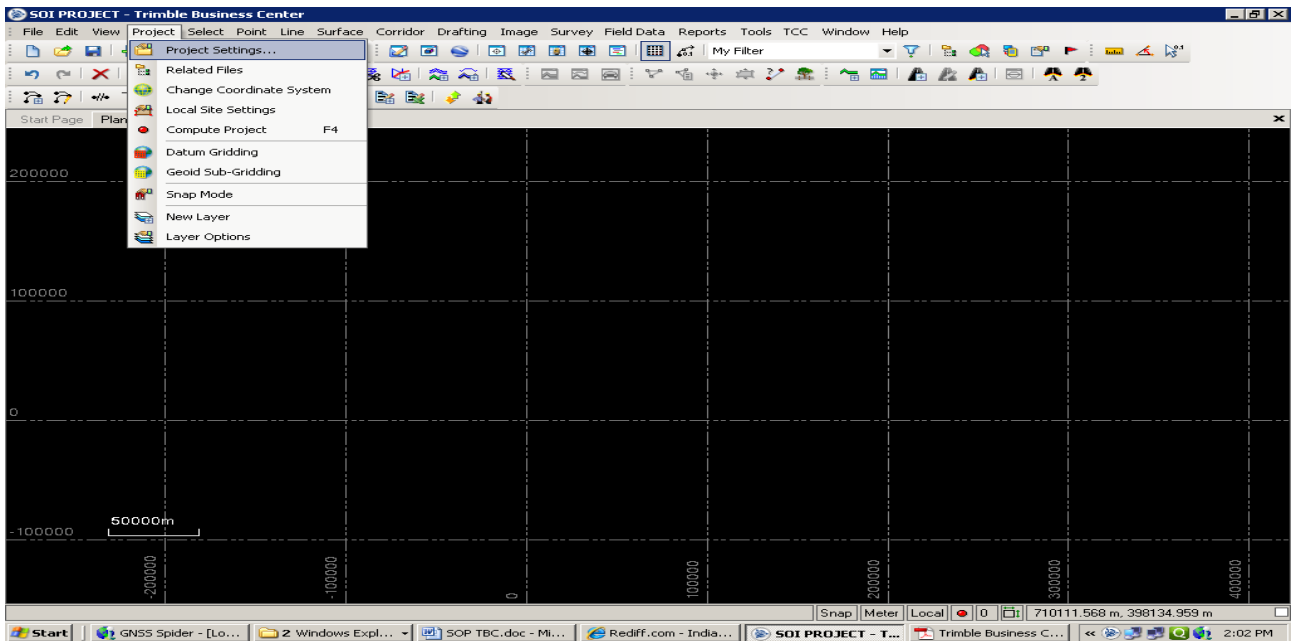 SOI PROJECT - Trimble Business Center
File Edit View Project Select Point Line Surface Corridor Drafting Image Survey Field Data Reports Tools TCC Window Help
Project Settings...
My Filter
Related Files
Change Coordinate System
Local Site Settings
Start Page Plan
Compute Project F4
Datum Gridding
Geoid Sub-Gridding
Snap Mode
New Layer
Layer Options
200000
100000
0
50000m
-100000
-200000 -100000 0 100000 200000 300000 400000
Snap Meter Local 0 710111.568 m, 398134.959 m
Start GNSS Spider - [Lo... 2 Windows Expl... SOP TBC.doc - Mi... Rediff.com - India... SOI PROJECT - T... Trimble Business C... « 2:02 PM